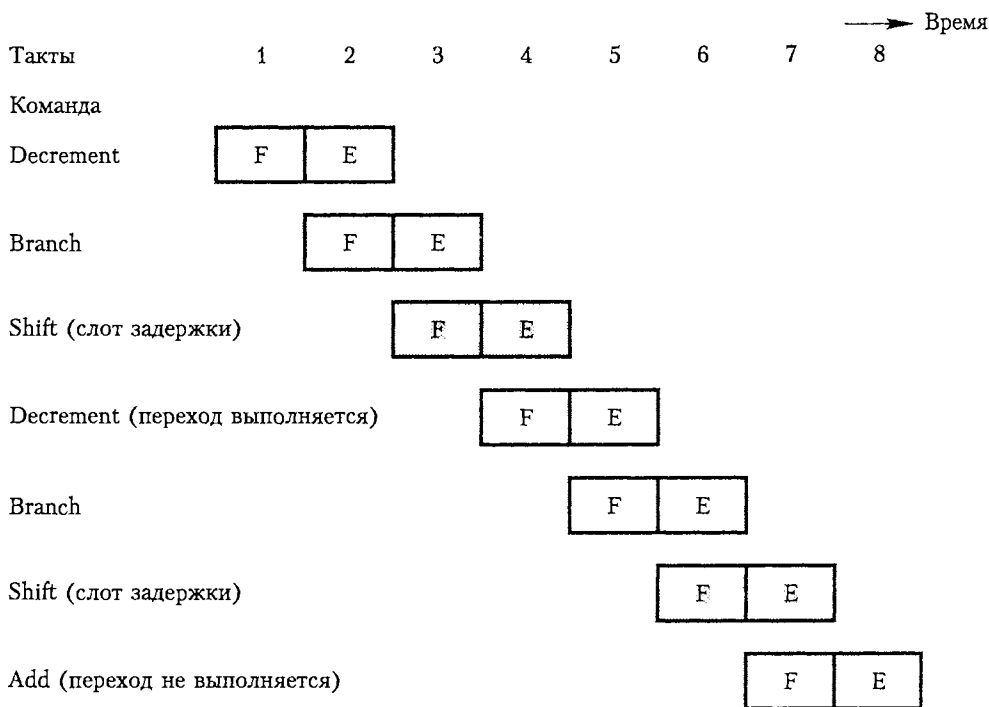 Время
Такты 1 2 3 4 5 6 7 8
Команда
Decrement F E
Branch F E
Shift (слот задержки) F E
Decrement (переход выполняется) F E
Branch F E
Shift (слот задержки) F E
Add (переход не выполняется) F E